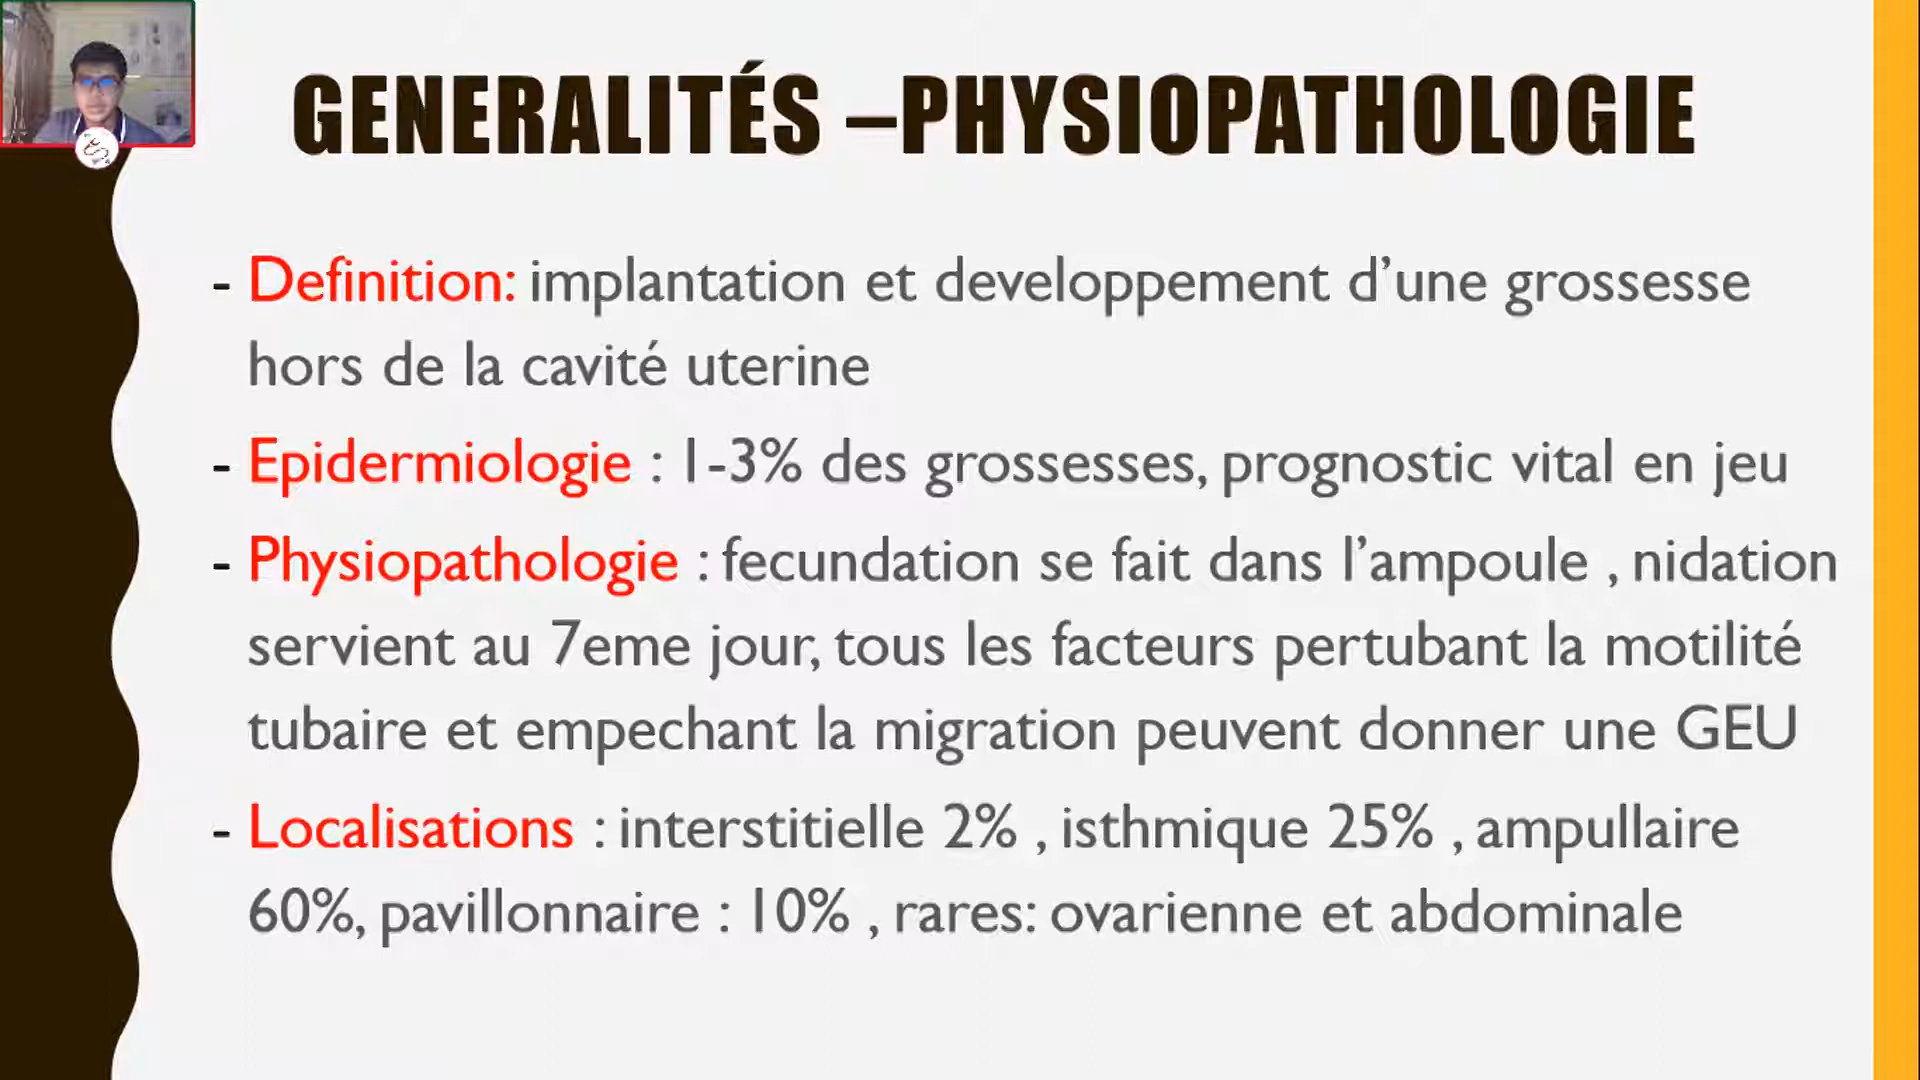 GENERALITÉS –PHYSIOPATHOLOGIE
- Definition: implantation et developpement d’une grossesse
hors de la cavité uterine
- Epidermiologie : 1-3% des grossesses, prognostic vital en jeu
- Physiopathologie : fecundation se fait dans l’ampoule , nidation
servient au 7eme jour, tous les facteurs pertubant la motilité
tubaire et empechant la migration peuvent donner une GEU
- Localisations : interstitielle 2% , isthmique 25% , ampullaire
60%, pavillonnaire : 10% , rares: ovarienne et abdominale